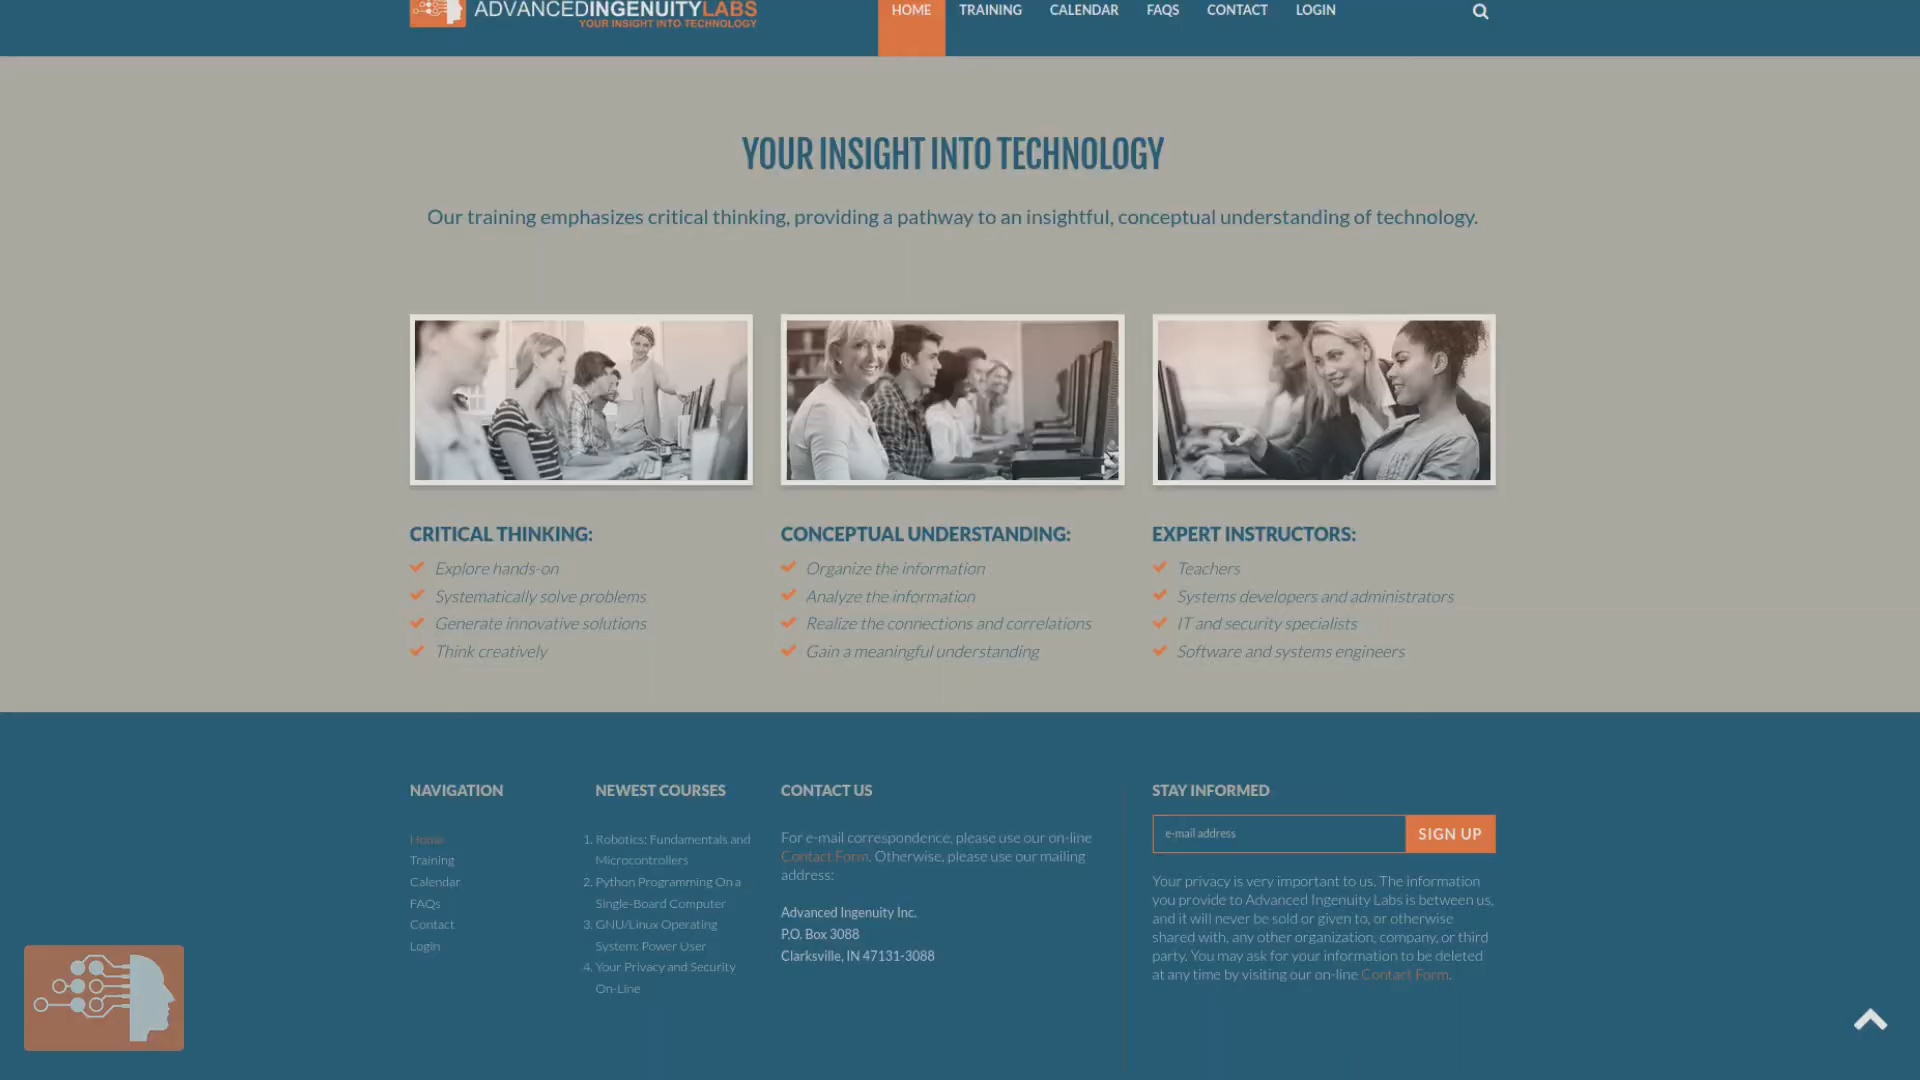 ADVANCEDINGENUITYLABS
YOUR INSIGHT INTO TECHNOLOGY
HOME TRAINING CALENDAR FAQS CONTACT LOGIN
YOUR INSIGHT INTO TECHNOLOGY
Our training emphasizes critical thinking, providing a pathway to an insightful, conceptual understanding of technology.
CRITICAL THINKING:
Explore hands-on
Systematically solve problems
Generate innovative solutions
Think creatively
CONCEPTUAL UNDERSTANDING:
Organize the information
Analyze the information
Realize the connections and correlations
Gain a meaningful understanding
EXPERT INSTRUCTORS:
Teachers
Systems developers and administrators
IT and security specialists
Software and systems engineers
NAVIGATION
Home
Training
Calendar
FAQs
Contact
Login
NEWEST COURSES
1. Robotics: Fundamentals and
Microcontrollers
2. Python Programming On a
Single-Board Computer
3. GNU/Linux Operating
System: Power User
4. Your Privacy and Security
On-Line
CONTACT US
For e-mail correspondence, please use our on-line
Contact Form. Otherwise, please use our mailing
address:
Advanced Ingenuity Inc.
P.O. Box 3088
Clarksville, IN 47131-3088
STAY INFORMED
e-mail address
SIGN UP
Your privacy is very important to us. The information
you provide to Advanced Ingenuity Labs is between us,
and it will never be sold or given to, or otherwise
shared with, any other organization, company, or third
party. You may ask for your information to be deleted
at any time by visiting our on-line Contact Form.